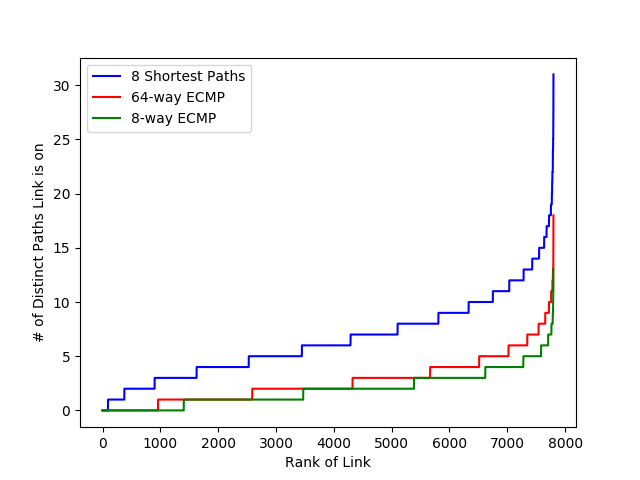 8 Shortest Paths
64-way ECMP
8-way ECMP
# of Distinct Paths Link is on
30
25
20
15
10
5
0
0 1000 2000 3000 4000 5000 6000 7000 8000
Rank of Link